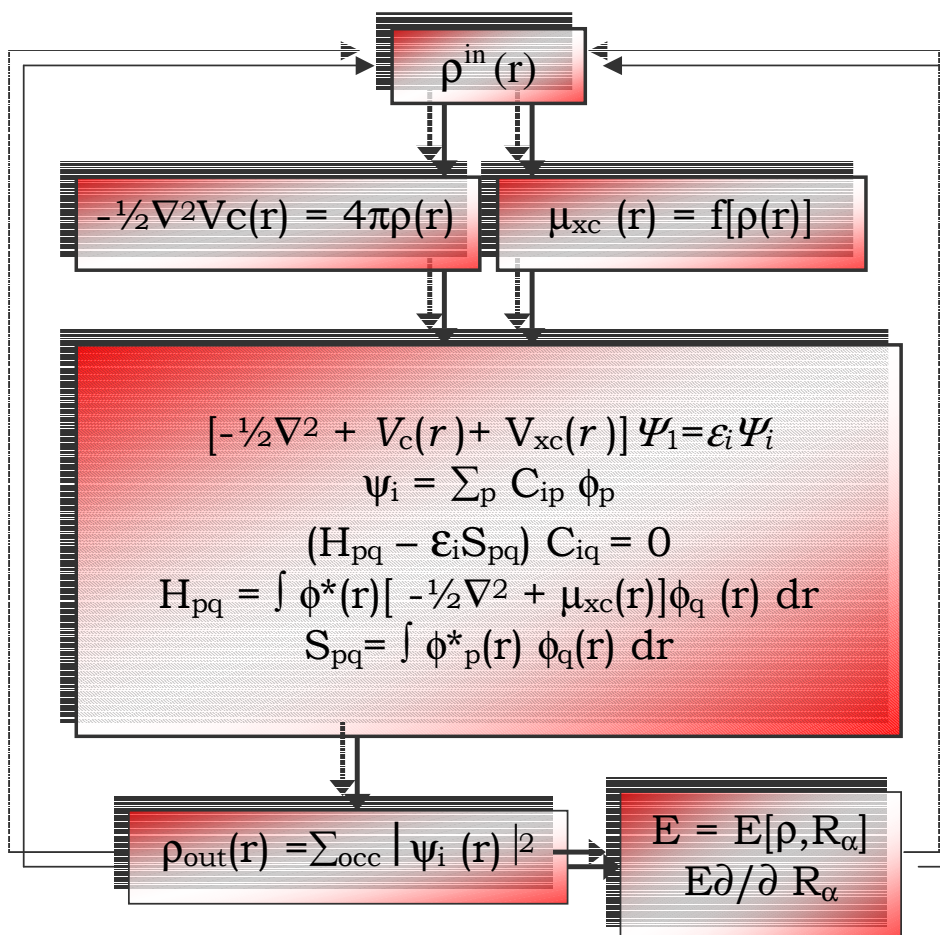 ρⁱⁿ (r)
-½∇²Vc(r) = 4πρ(r)
μxc (r) = f[ρ(r)]
[-½∇² + Vc(r)+ Vxc(r)] Ψ1=εiΨi
ψi = ∑p Cip ϕp
(Hpq – εiSpq) Ciq = 0
Hpq = ∫ ϕ*(r)[ -½∇² + μxc(r)]ϕq (r) dr
Spq= ∫ ϕ*p(r) ϕq(r) dr
ρout(r) =∑occ | ψi (r) |²
E = E[ρ,Rα]
E∂/∂ Rα